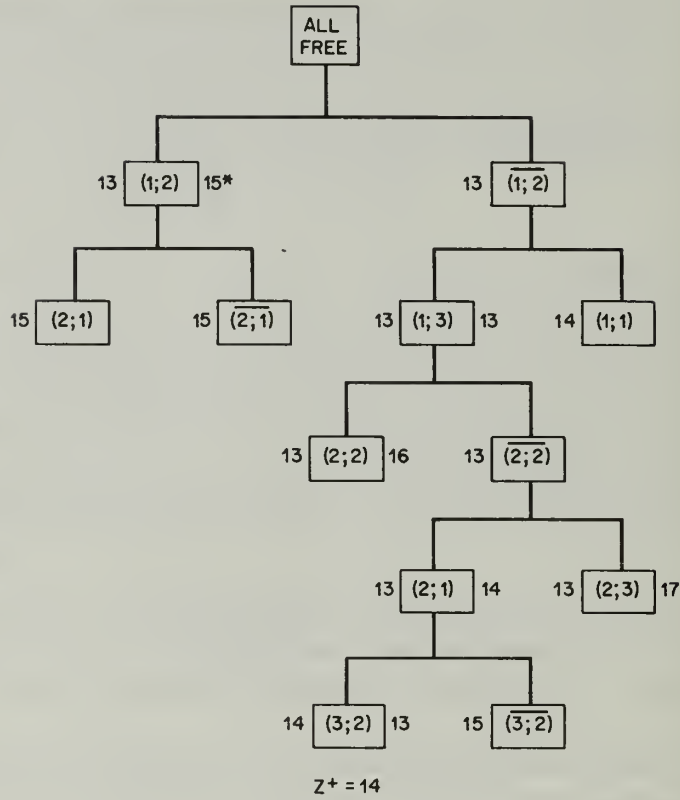 ALL
FREE
13 (1;2) 15* 13 (1;2)
15 (2;1) 15 (2;1) 13 (1;3) 13 14 (1;1)
13 (2;2) 16 13 (2;2)
13 (2;1) 14 13 (2;3) 17
14 (3;2) 13 15 (3;2)
Z+ = 14